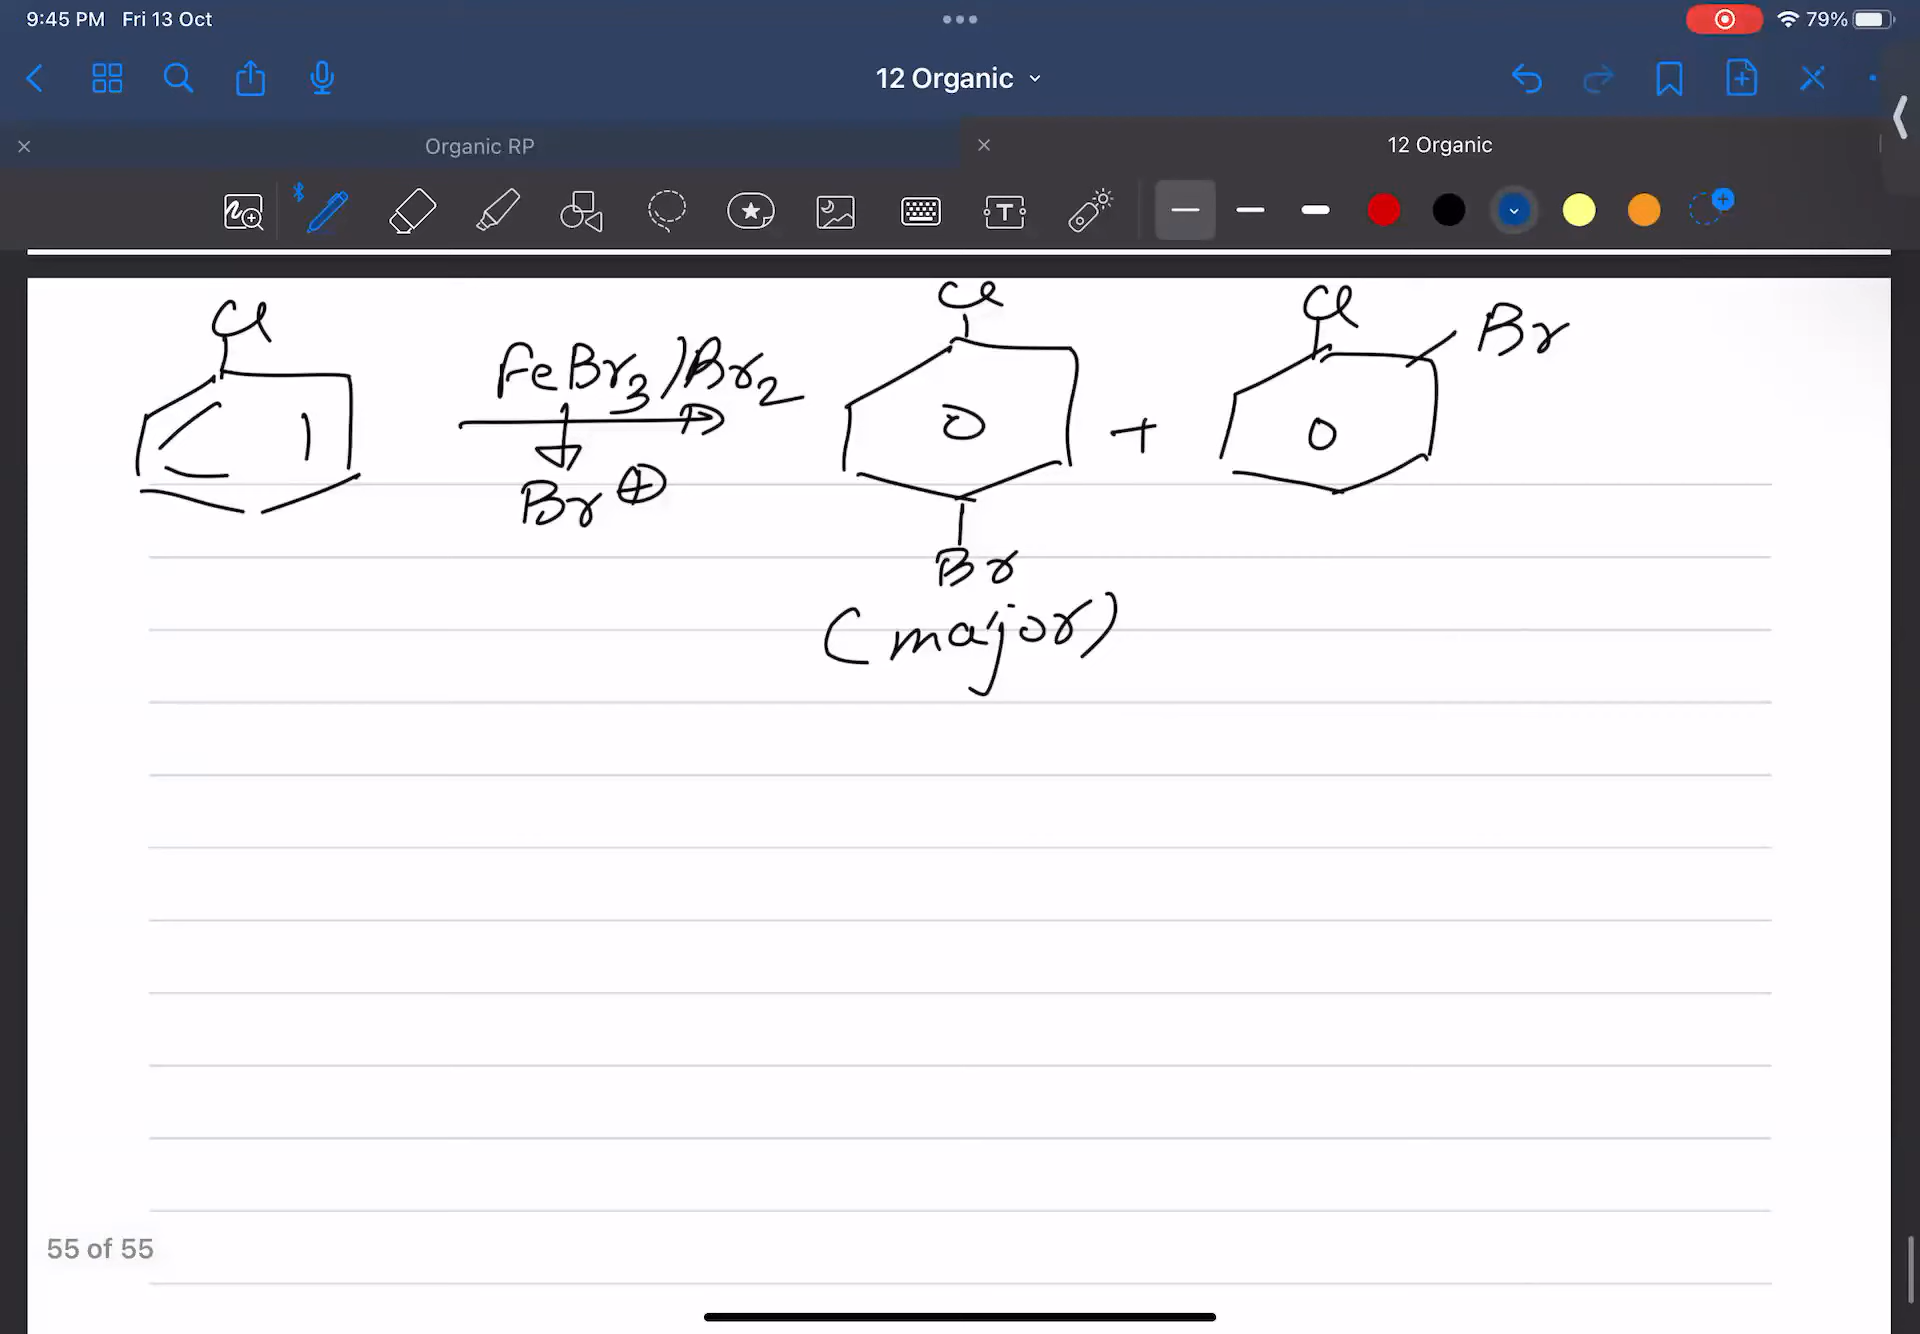 9:45 PM Fri 13 Oct
79%
12 Organic
Organic RP
12 Organic
T
Cl
FeBr3/Br2
Br⊕
Cl
Br
(major)
+
Cl
Br
55 of 55